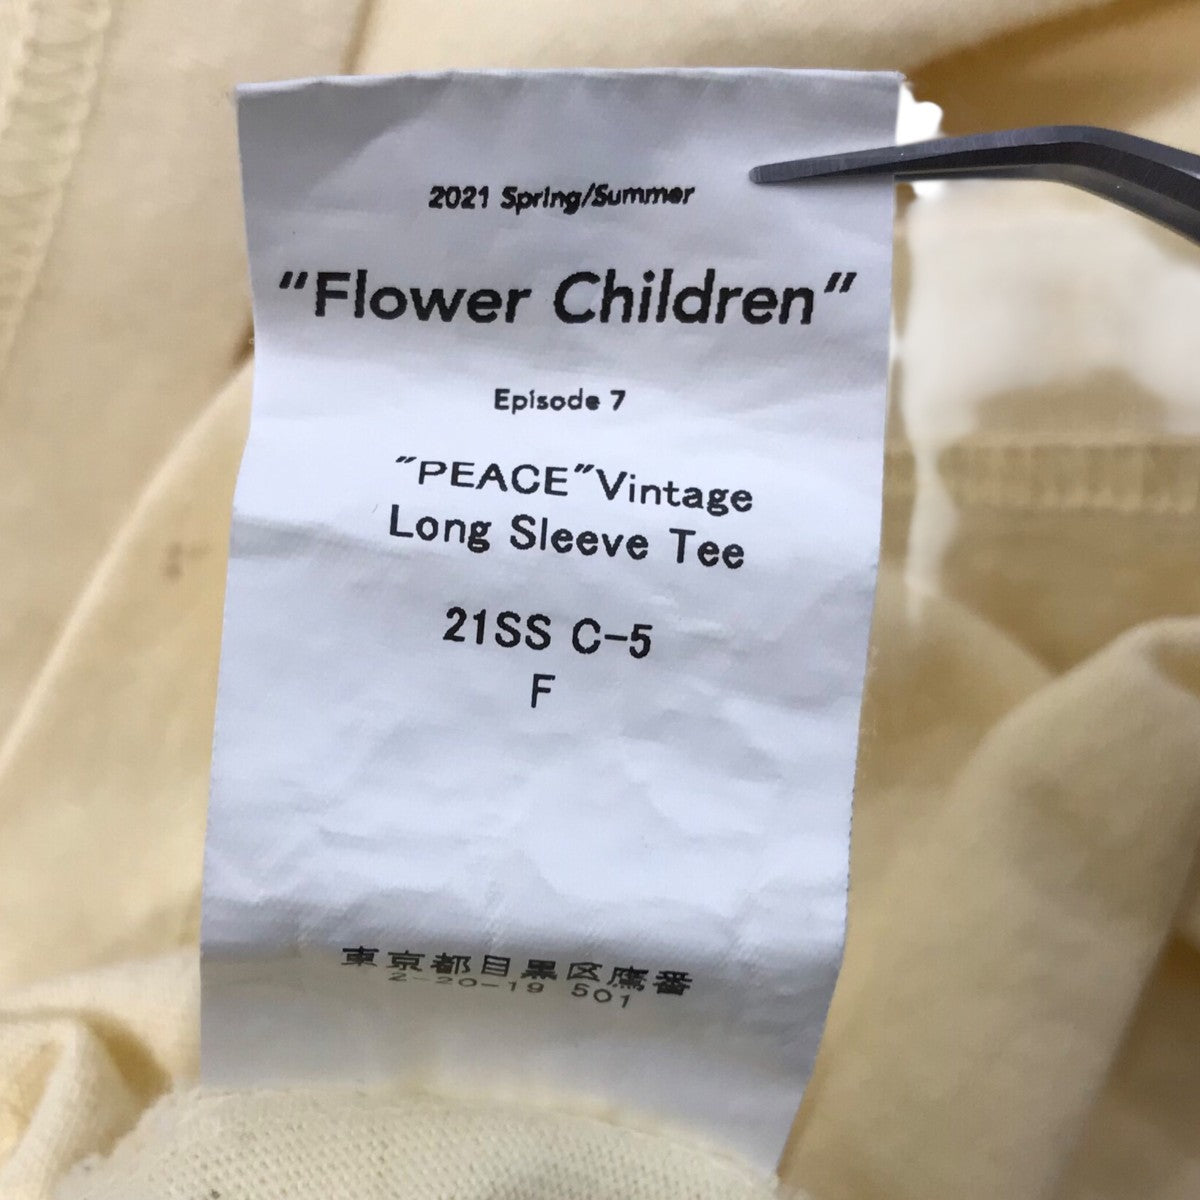 2021 Spring/Summer
"Flower Children"
Episode 7
"PEACE"Vintage
Long Sleeve Tee
21SS C-5
F
東京都目黒区鷹番
2-20-19 501